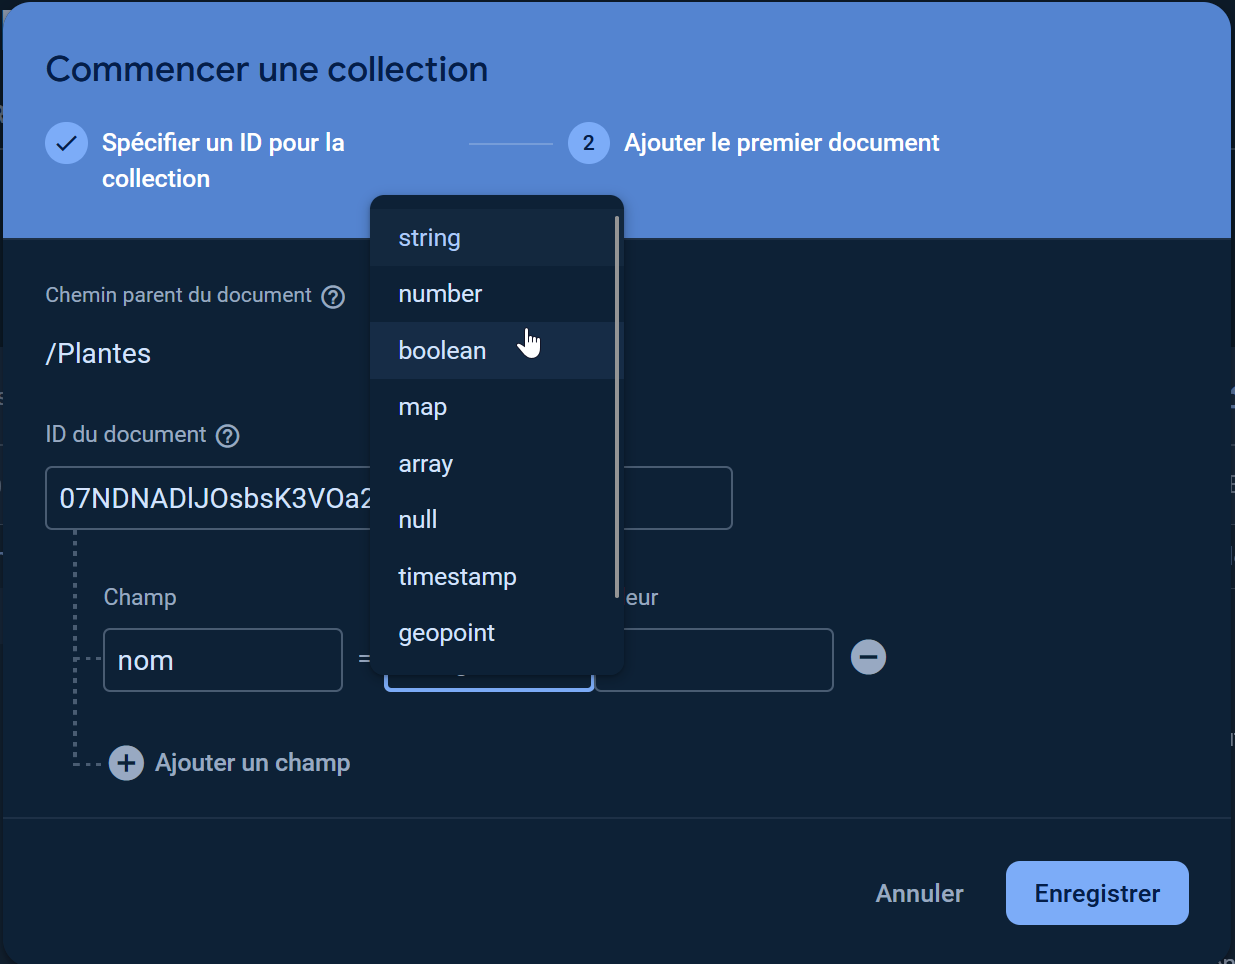 Commencer une collection
Spécifier un ID pour la
collection
2
Ajouter le premier document
string
number
boolean
map
array
null
timestamp
geopoint
Chemin parent du document ?
/Plantes
ID du document ?
07NDNADlJOsbsK3VOa2
Champ
eur
nom
=
Ajouter un champ
Annuler
Enregistrer